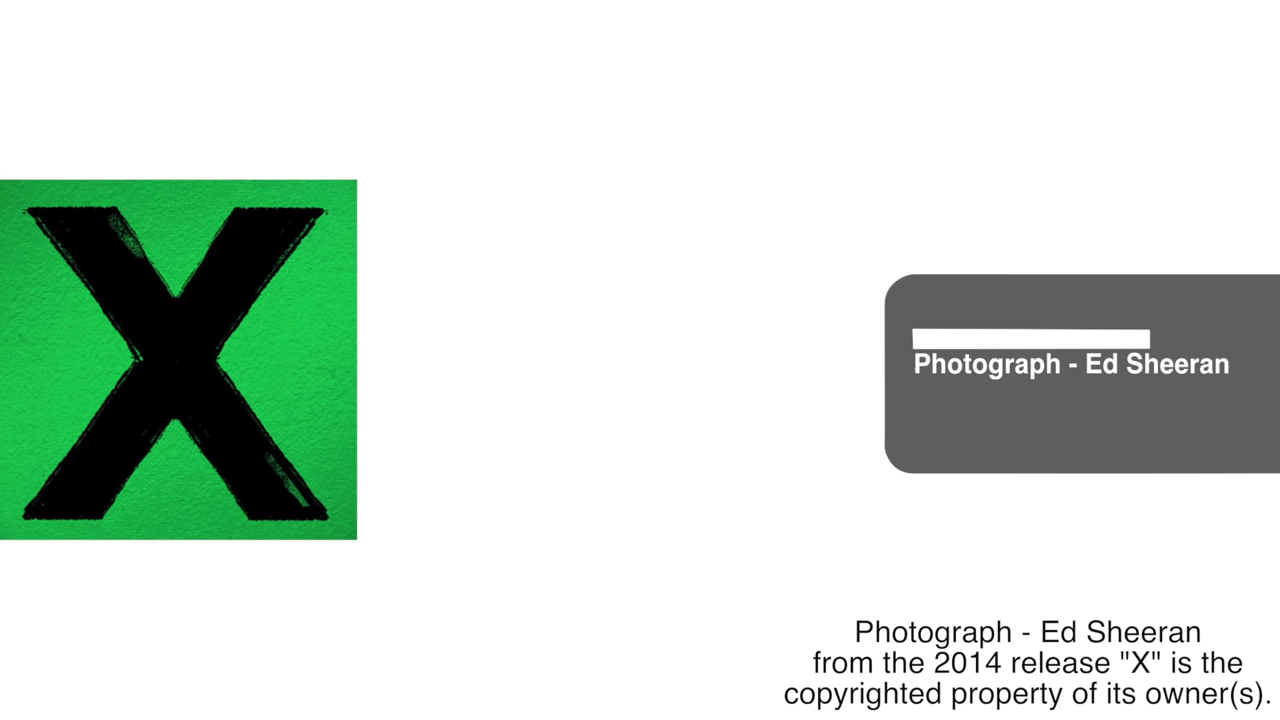 X
Photograph - Ed Sheeran
Photograph - Ed Sheeran
from the 2014 release "X" is the
copyrighted property of its owner(s).